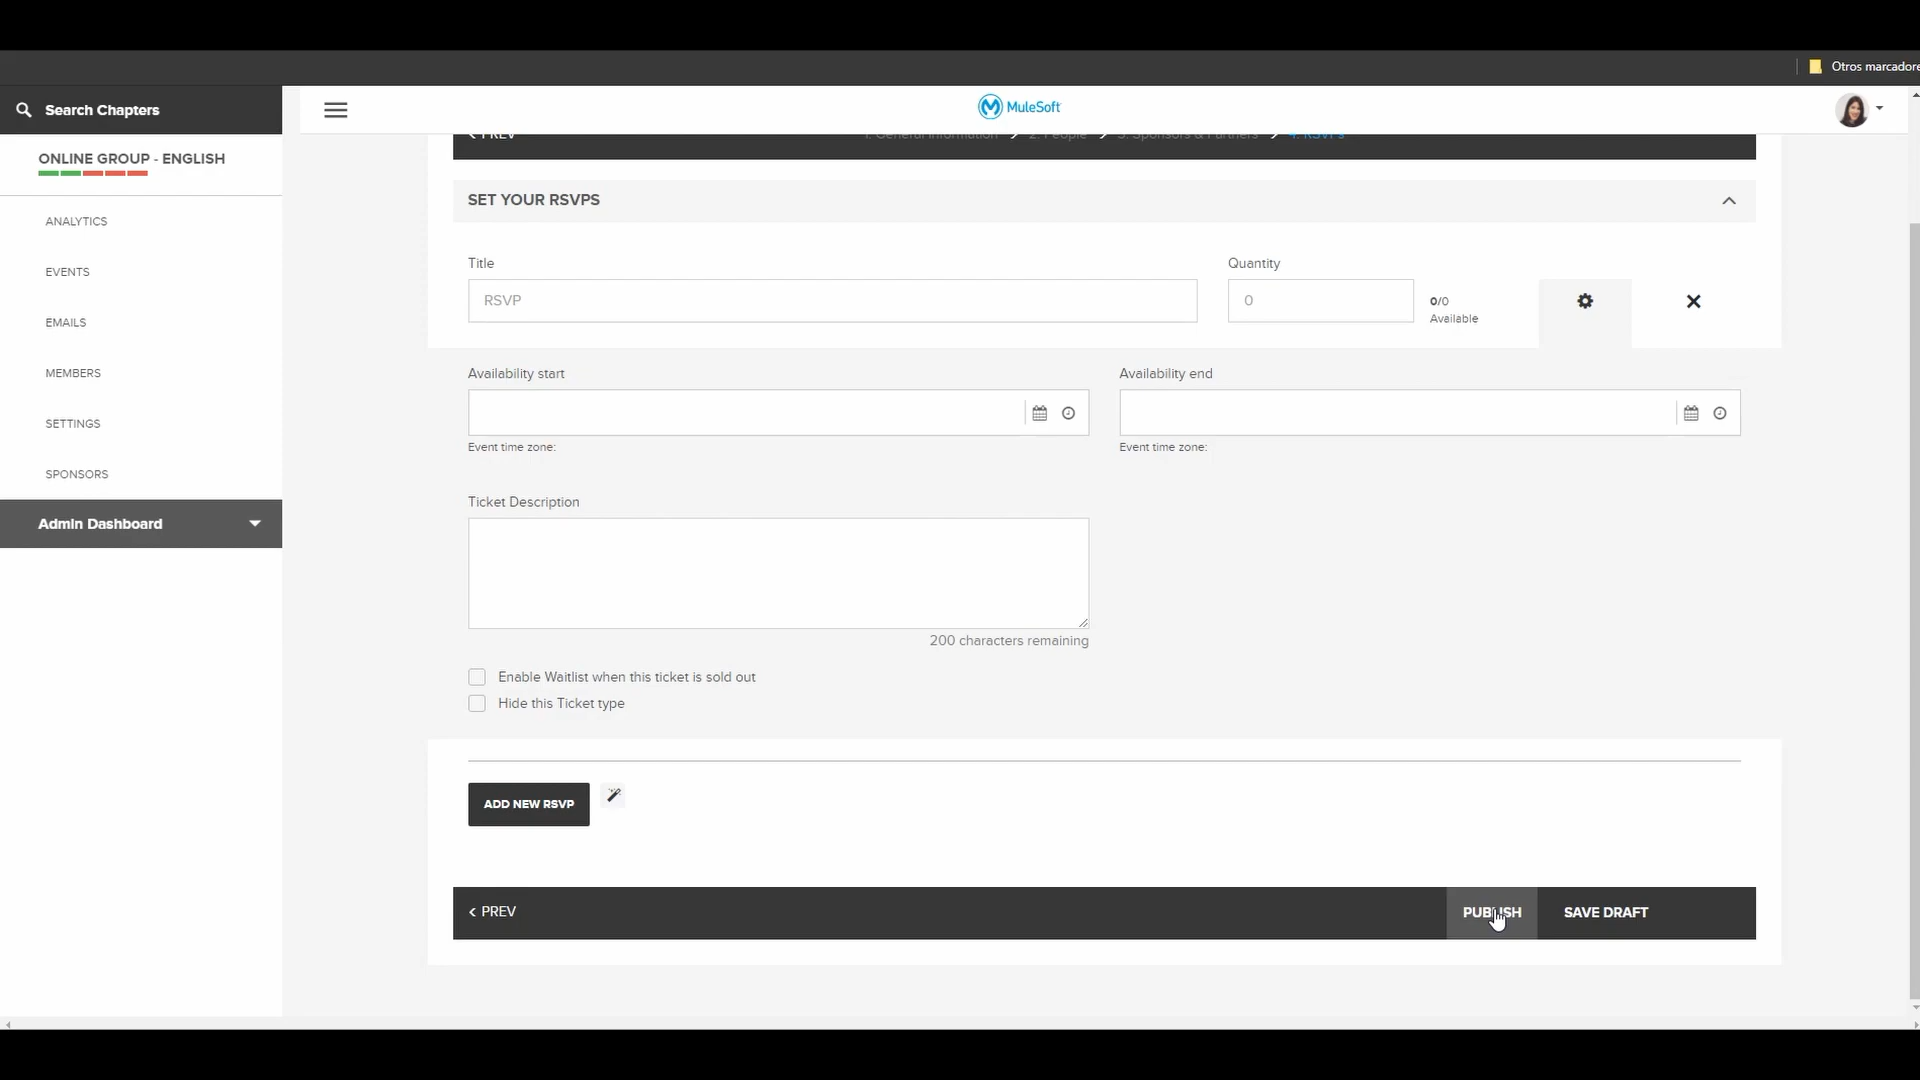 Otros marcadore
Search Chapters
MuleSoft
PREV
1. General Information
2. People
3. Sponsors & Partners
4. RSVPs
ONLINE GROUP - ENGLISH
ANALYTICS
EVENTS
EMAILS
MEMBERS
SETTINGS
SPONSORS
Admin Dashboard
SET YOUR RSVPS
Title
Quantity
RSVP
0
0/0
Available
Availability start
Availability end
Event time zone:
Event time zone:
Ticket Description
200 characters remaining
Enable Waitlist when this ticket is sold out
Hide this Ticket type
ADD NEW RSVP
< PREV
PUBLISH
SAVE DRAFT